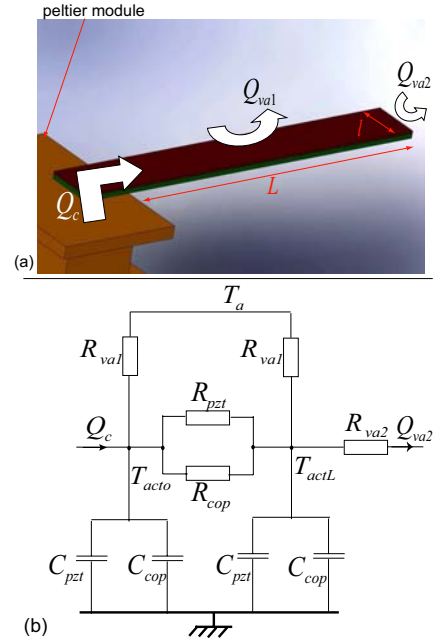 peltier module
Q_va2
Q_va1
l
L
Q_c
(a)
T_a
R_va1 R_va1
R_pzt
Q_c R_va2 Q_va2
T_acto T_actL
R_cop
C_pzt C_cop C_pzt C_cop
(b)